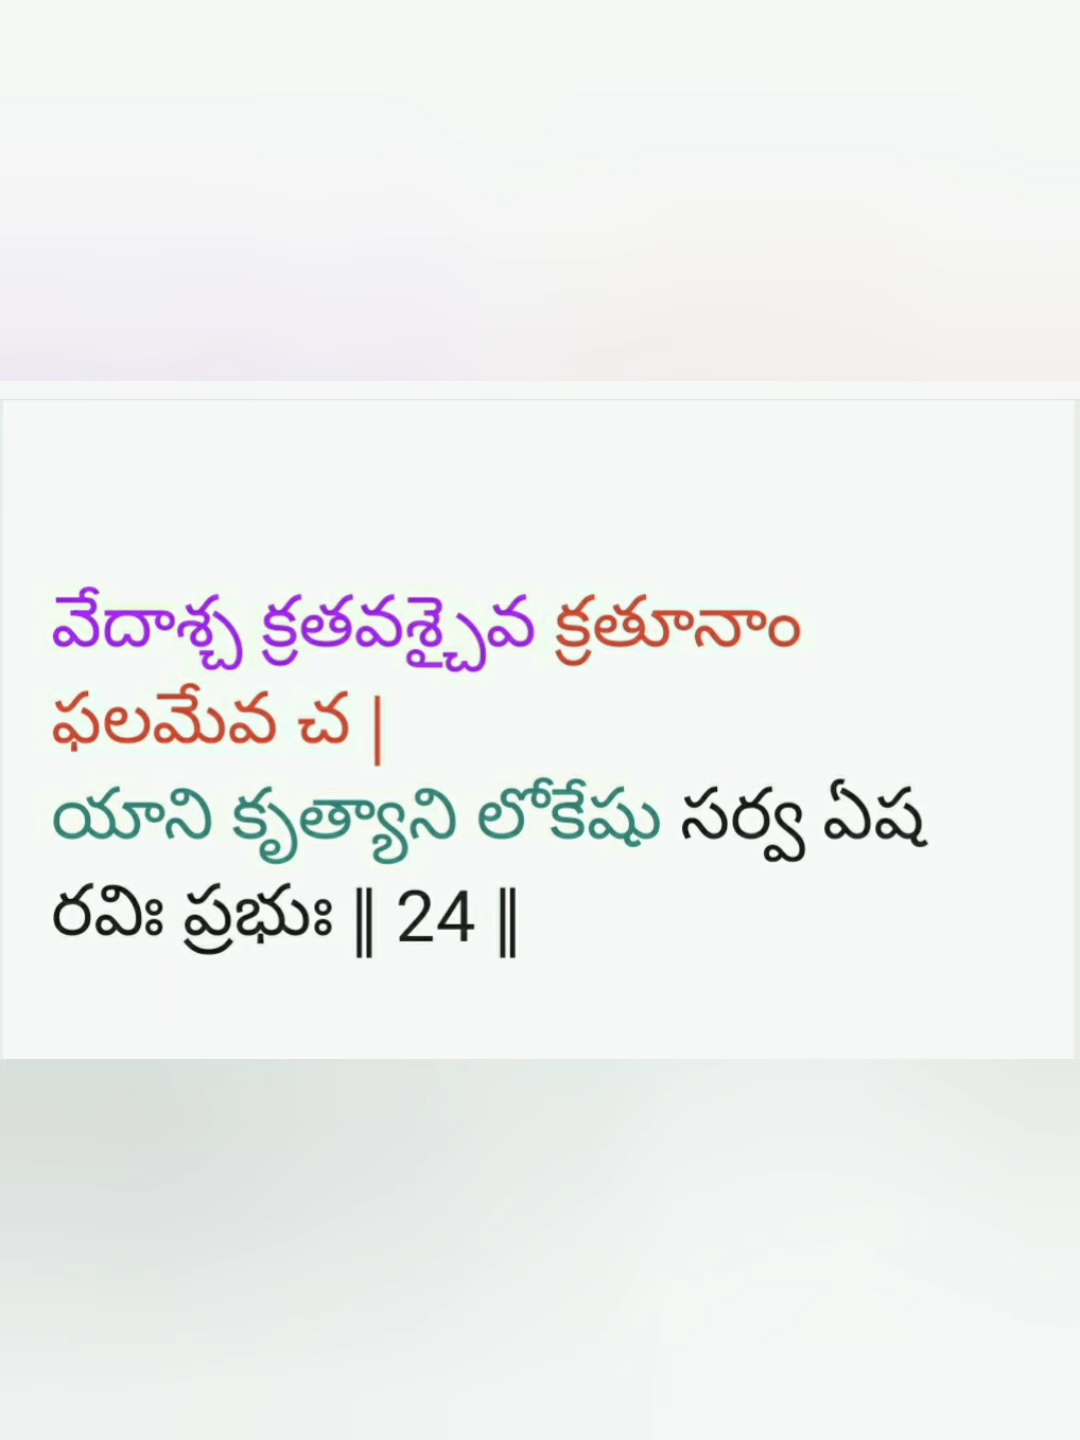 వేదాశ్చ క్రతవశ్చైవ క్రతూనాం
ఫలమేవ చ |
యాని కృత్యాని లోకేషు సర్వ ఏష
రవిః ప్రభుః || 24 ||